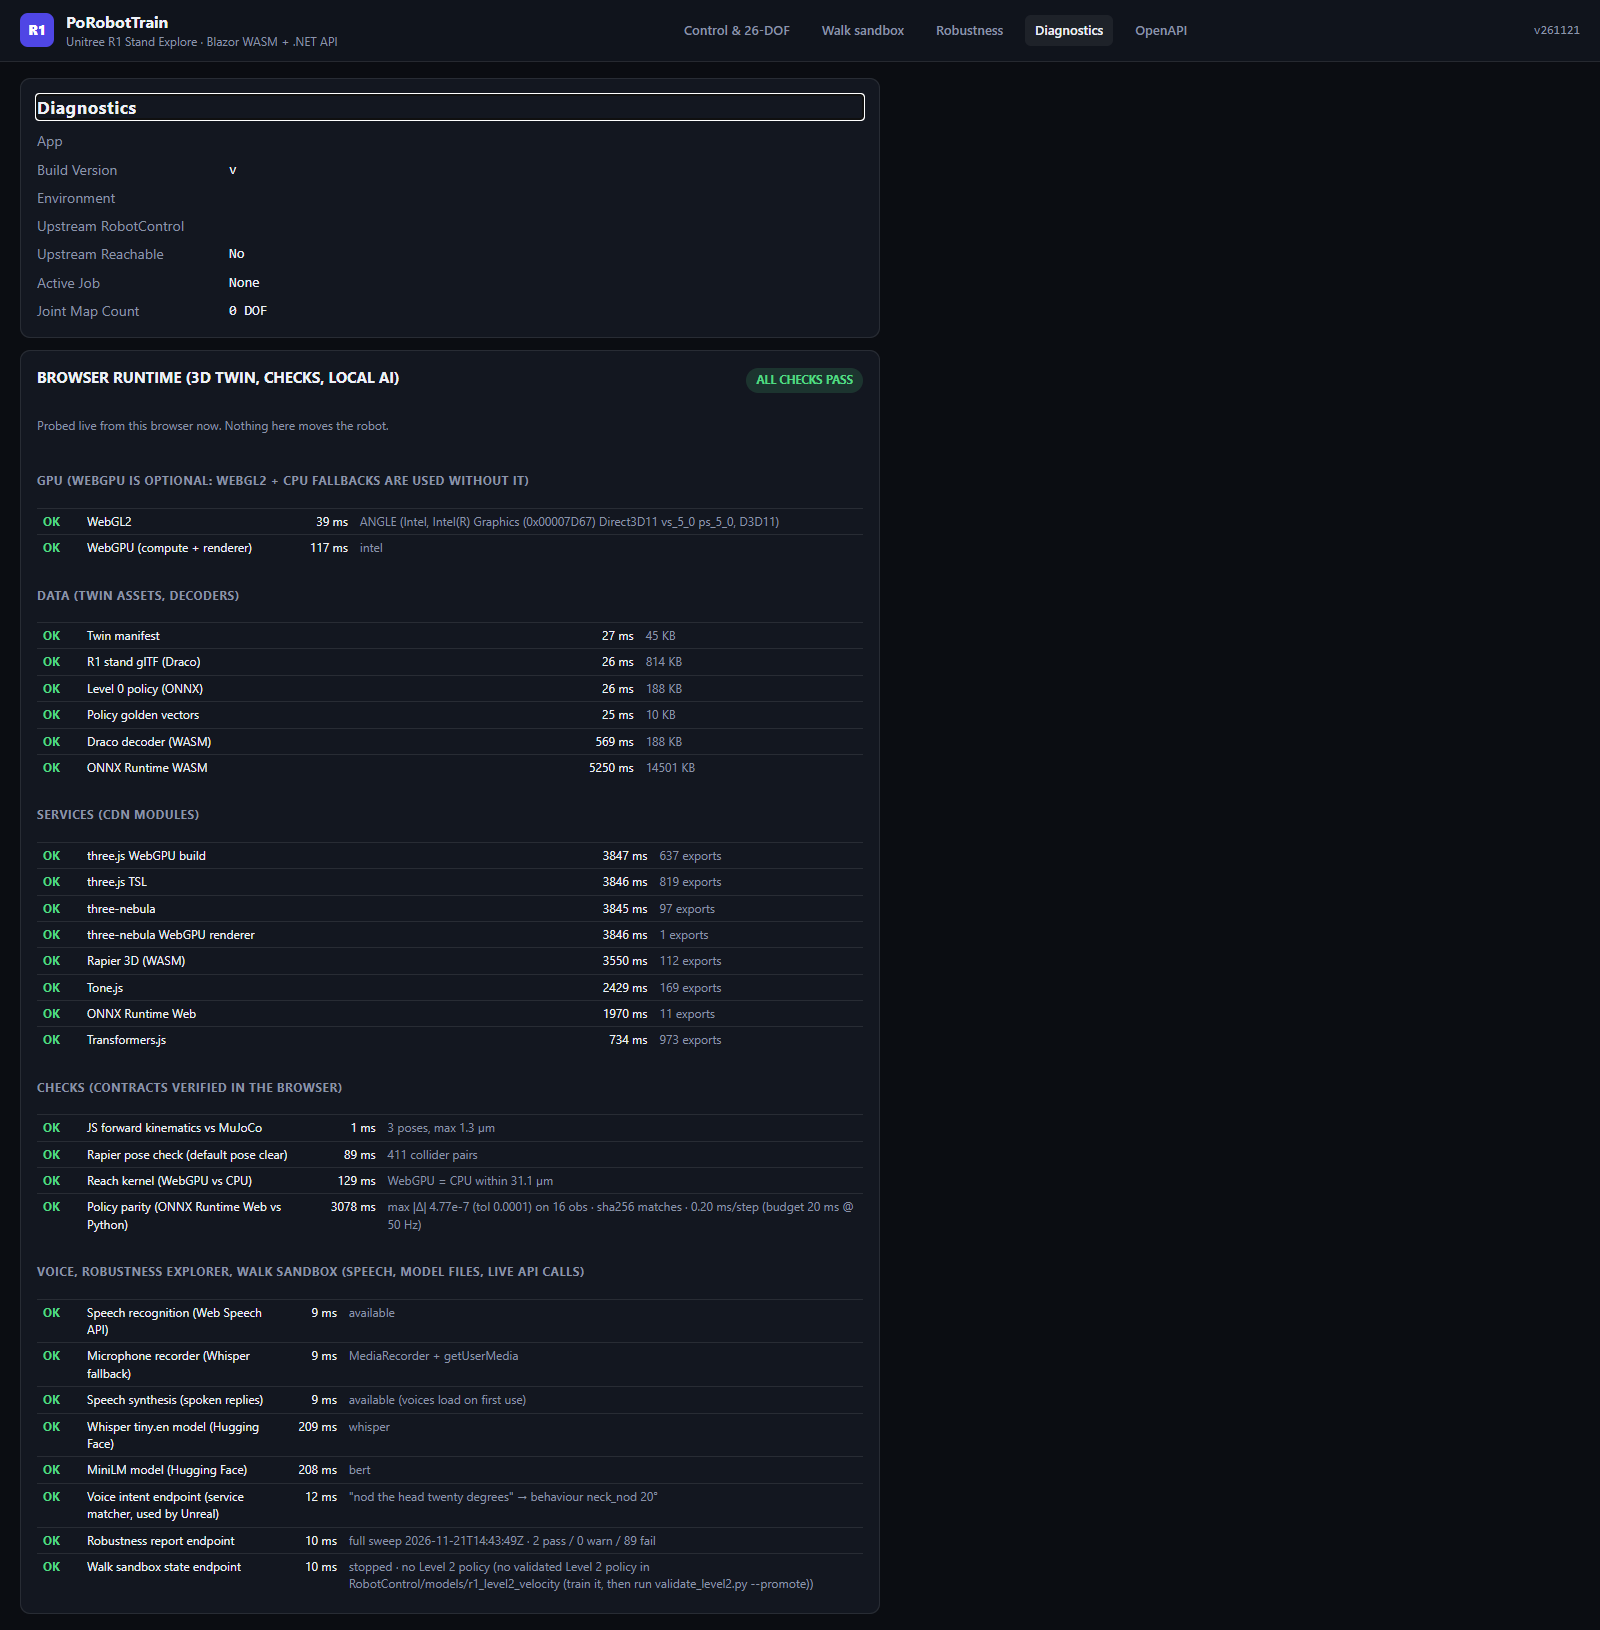 R1
PoRobotTrain
Unitree R1 Stand Explore · Blazor WASM + .NET API
Control & 26-DOF
Walk sandbox
Robustness
Diagnostics
OpenAPI
v261121
Diagnostics
App
Build Version v
Environment
Upstream RobotControl
Upstream Reachable No
Active Job None
Joint Map Count 0 DOF
BROWSER RUNTIME (3D TWIN, CHECKS, LOCAL AI)
ALL CHECKS PASS
Probed live from this browser now. Nothing here moves the robot.
GPU (WEBGPU IS OPTIONAL: WEBGL2 + CPU FALLBACKS ARE USED WITHOUT IT)
OK WebGL2 39 ms ANGLE (Intel, Intel(R) Graphics (0x00007D67) Direct3D11 vs_5_0 ps_5_0, D3D11)
OK WebGPU (compute + renderer) 117 ms intel
DATA (TWIN ASSETS, DECODERS)
OK Twin manifest 27 ms 45 KB
OK R1 stand glTF (Draco) 26 ms 814 KB
OK Level 0 policy (ONNX) 26 ms 188 KB
OK Policy golden vectors 25 ms 10 KB
OK Draco decoder (WASM) 569 ms 188 KB
OK ONNX Runtime WASM 5250 ms 14501 KB
SERVICES (CDN MODULES)
OK three.js WebGPU build 3847 ms 637 exports
OK three.js TSL 3846 ms 819 exports
OK three-nebula 3845 ms 97 exports
OK three-nebula WebGPU renderer 3846 ms 1 exports
OK Rapier 3D (WASM) 3550 ms 112 exports
OK Tone.js 2429 ms 169 exports
OK ONNX Runtime Web 1970 ms 11 exports
OK Transformers.js 734 ms 973 exports
CHECKS (CONTRACTS VERIFIED IN THE BROWSER)
OK JS forward kinematics vs MuJoCo 1 ms 3 poses, max 1.3 µm
OK Rapier pose check (default pose clear) 89 ms 411 collider pairs
OK Reach kernel (WebGPU vs CPU) 129 ms WebGPU = CPU within 31.1 µm
OK Policy parity (ONNX Runtime Web vs 3078 ms max |Δ| 4.77e-7 (tol 0.0001) on 16 obs · sha256 matches · 0.20 ms/step (budget 20 ms @
Python) 50 Hz)
VOICE, ROBUSTNESS EXPLORER, WALK SANDBOX (SPEECH, MODEL FILES, LIVE API CALLS)
OK Speech recognition (Web Speech 9 ms available
API)
OK Microphone recorder (Whisper 9 ms MediaRecorder + getUserMedia
fallback)
OK Speech synthesis (spoken replies) 9 ms available (voices load on first use)
OK Whisper tiny.en model (Hugging 209 ms whisper
Face)
OK MiniLM model (Hugging Face) 208 ms bert
OK Voice intent endpoint (service 12 ms "nod the head twenty degrees" → behaviour neck_nod 20°
matcher, used by Unreal)
OK Robustness report endpoint 10 ms full sweep 2026-11-21T14:43:49Z · 2 pass / 0 warn / 89 fail
OK Walk sandbox state endpoint 10 ms stopped · no Level 2 policy (no validated Level 2 policy in
RobotControl/models/r1_level2_velocity (train it, then run validate_level2.py --promote))